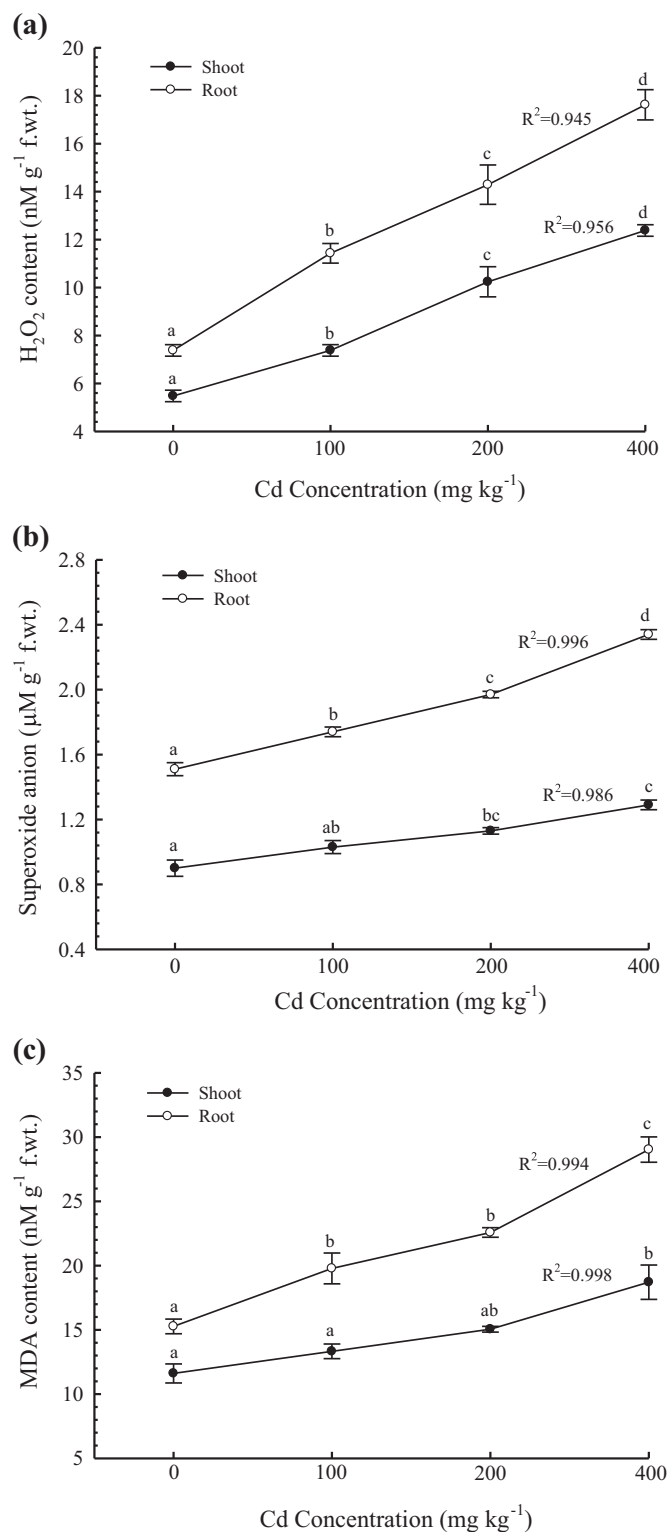 (a)
20
18
16
14
12
10
8
6
4
H₂O₂ content (nM g⁻¹ f.wt.)
Shoot
Root
a
b
c
d
R²=0.945
a
b
c
d
R²=0.956
0 100 200 400
Cd Concentration (mg kg⁻¹)
(b)
2.8
2.4
2.0
1.6
1.2
0.8
0.4
Superoxide anion (µM g⁻¹ f.wt.)
Shoot
Root
a
b
c
d
R²=0.996
a
ab
bc
c
R²=0.986
0 100 200 400
Cd Concentration (mg kg⁻¹)
(c)
35
30
25
20
15
10
5
MDA content (nM g⁻¹ f.wt.)
Shoot
Root
a
b
b
c
R²=0.994
a
a
ab
b
R²=0.998
0 100 200 400
Cd Concentration (mg kg⁻¹)